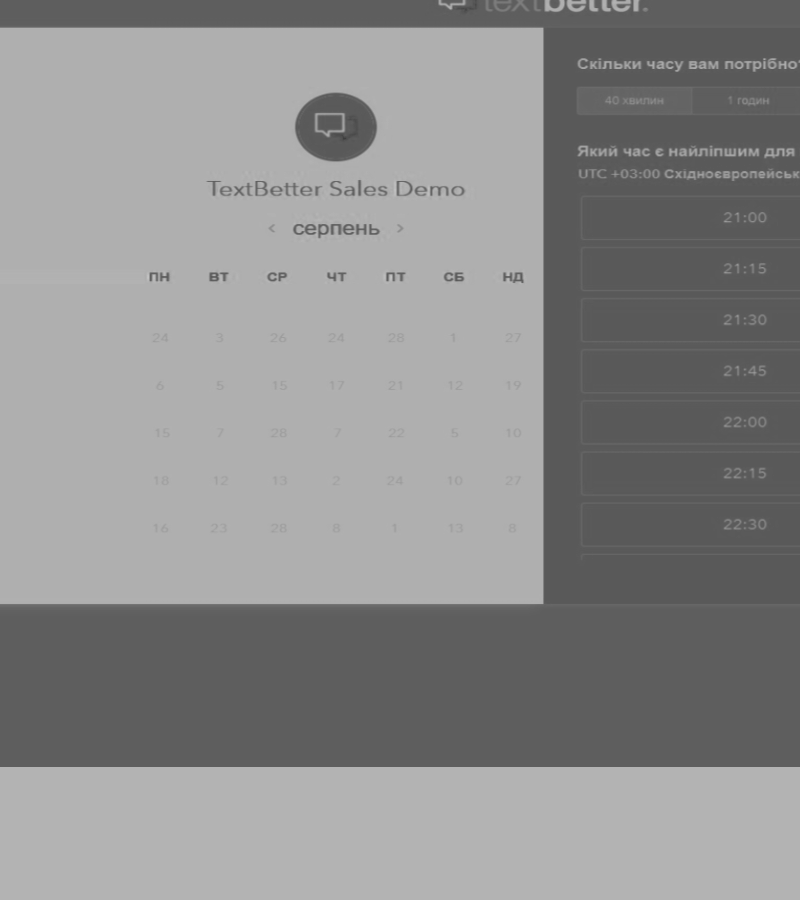 textbetter.
TextBetter Sales Demo
< серпень >
ПН ВТ СР ЧТ ПТ СБ НД
24 3 26 24 28 1 27
6 5 15 17 21 12 19
15 7 28 7 22 5 10
18 12 13 2 24 10 27
16 23 28 8 1 13 8
Скільки часу вам потрібно?
40 хвилин 1 годин
Який час є найліпшим для
UTC +03:00
21:00
21:15
21:30
21:45
22:00
22:15
22:30